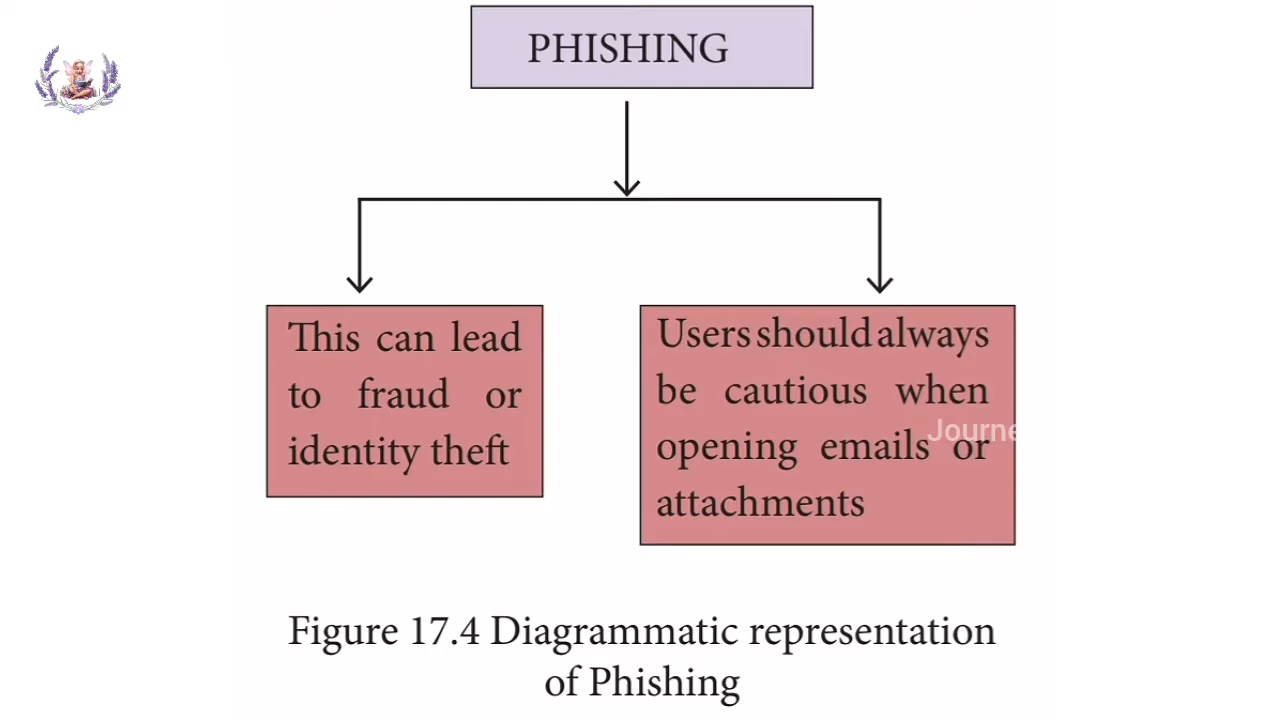 PHISHING
This can lead
to fraud or
identity theft
Users should always
be cautious when
opening emails or
attachments
Journe
Figure 17.4 Diagrammatic representation
of Phishing